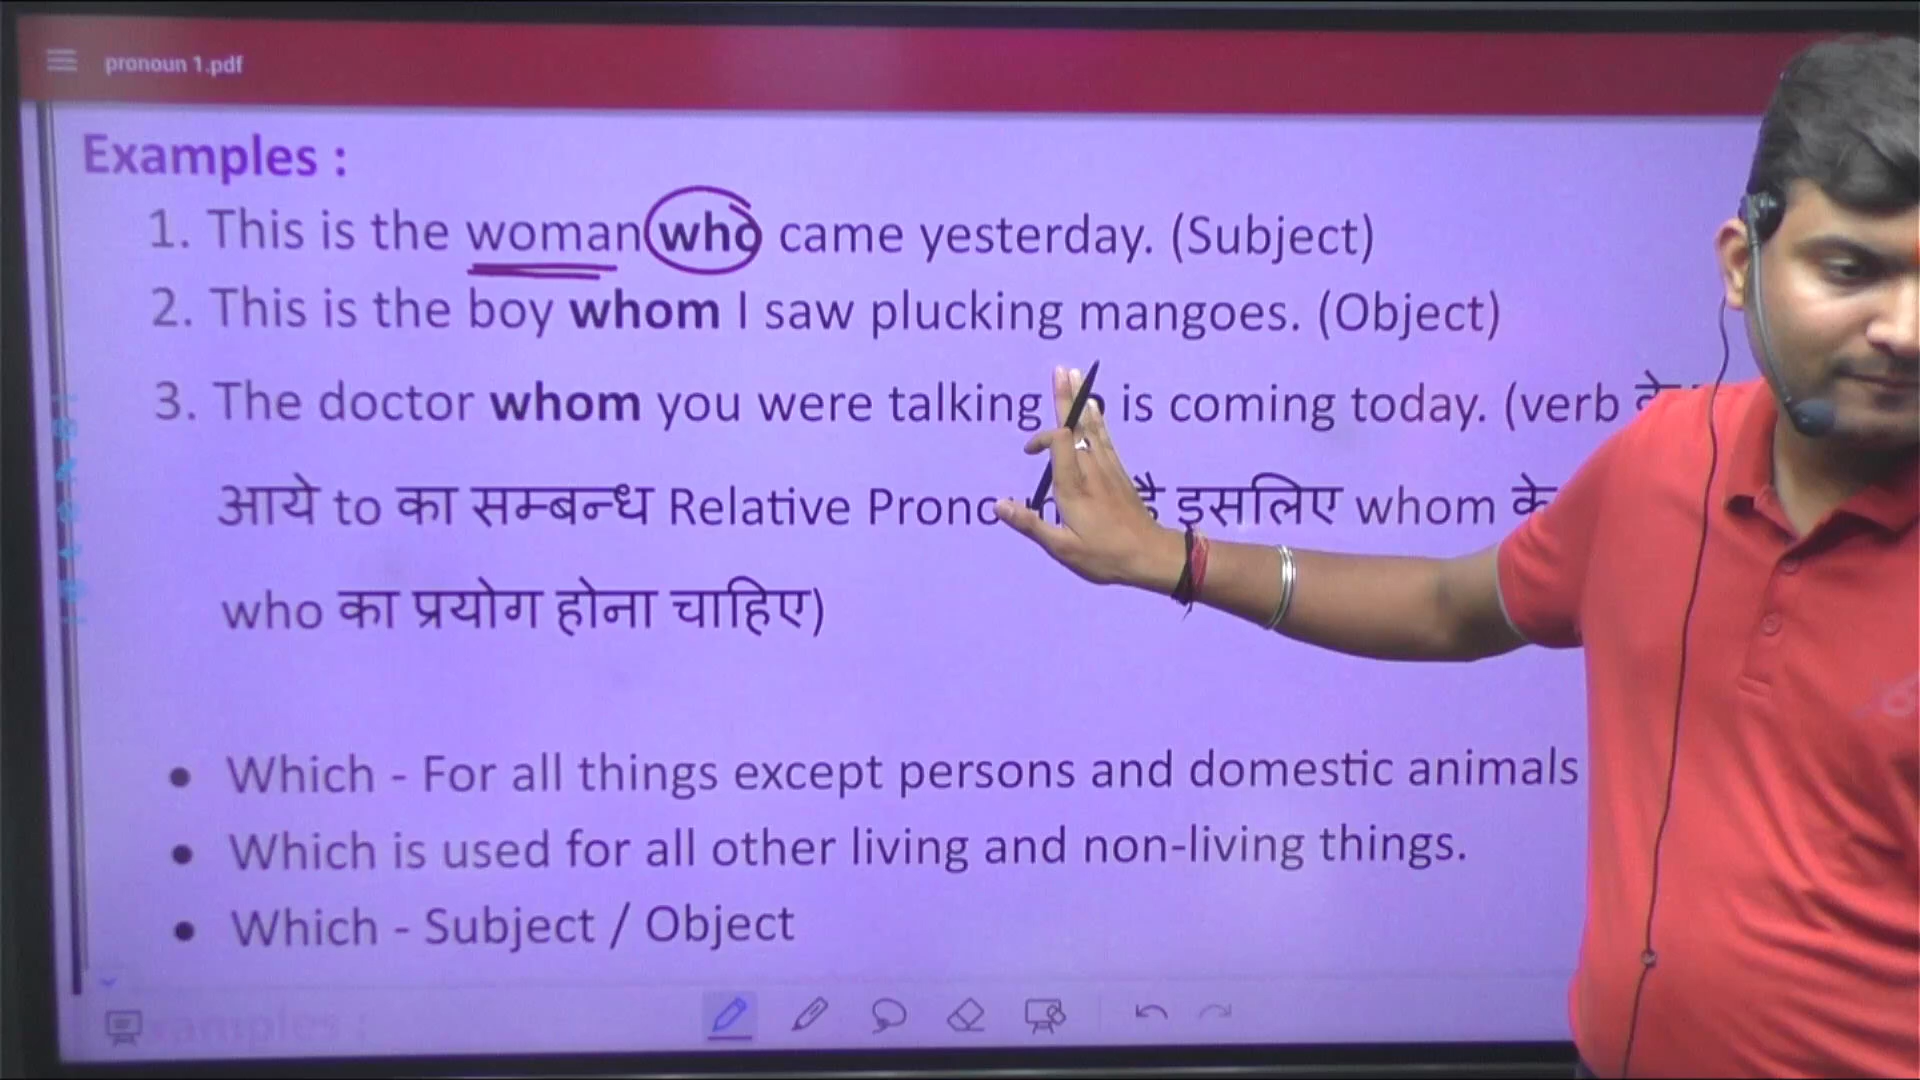 pronoun 1.pdf
Examples :
1. This is the woman who came yesterday. (Subject)
2. This is the boy whom I saw plucking mangoes. (Object)
3. The doctor whom you were talking is coming today. (verb के
आये to का सम्बन्ध Relative है इसलिए whom के
who का प्रयोग होना चाहिए)
• Which - For all things except persons and domestic animals
• Which is used for all other living and non-living things.
• Which - Subject / Object